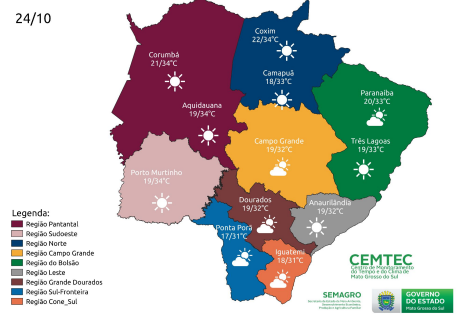 24/10
Coxim
22/34°C
Corumbá
21/34°C
Camapuã
18/33°C
Paranaíba
20/33°C
Aquidauana
19/34°C
Campo Grande
19/32°C
Três Lagoas
19/33°C
Porto Murtinho
19/34°C
Dourados
19/32°C
Anaurilândia
19/32°C
Ponta Porã
17/31°C
Iguatemi
18/31°C
Legenda:
Região Pantantal
Região Sudoeste
Região Norte
Região Campo Grande
Região do Bolsão
Região Leste
Região Grande Dourados
Região Sul-Fronteira
Região Cone_Sul
CEMTEC
Centro de Monitoramento
do Tempo e do Clima de
Mato Grosso do Sul
SEMAGRO
GOVERNO
DO ESTADO
Mato Grosso do Sul